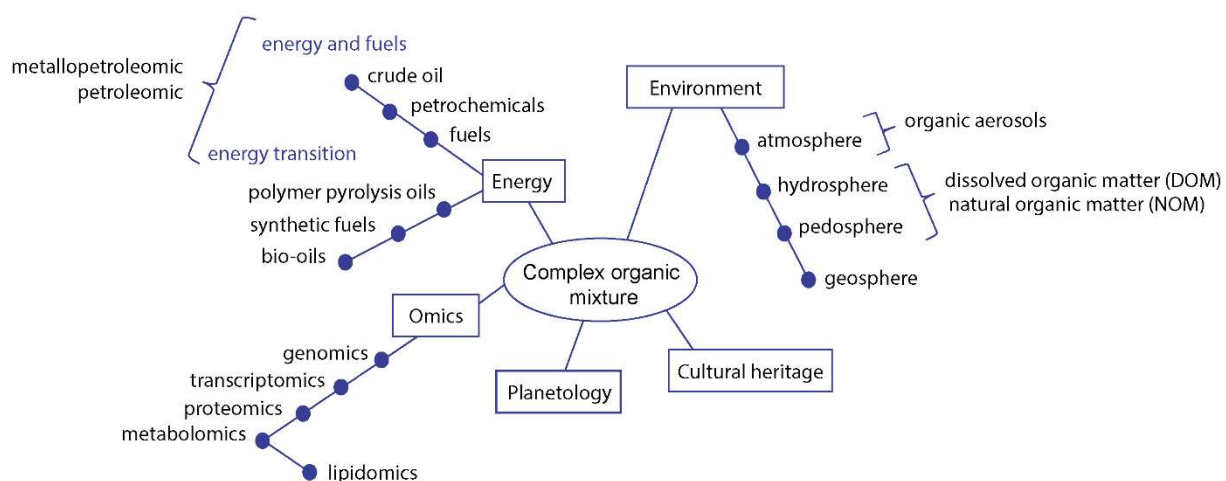 energy and fuels
metallopetroleomic
petroleomic
crude oil
petrochemicals
fuels
energy transition
Energy
polymer pyrolysis oils
synthetic fuels
bio-oils
Environment
atmosphere
organic aerosols
hydrosphere
dissolved organic matter (DOM)
natural organic matter (NOM)
pedosphere
geosphere
Complex organic
mixture
Omics
genomics
transcriptomics
proteomics
metabolomics
lipidomics
Planetology
Cultural heritage